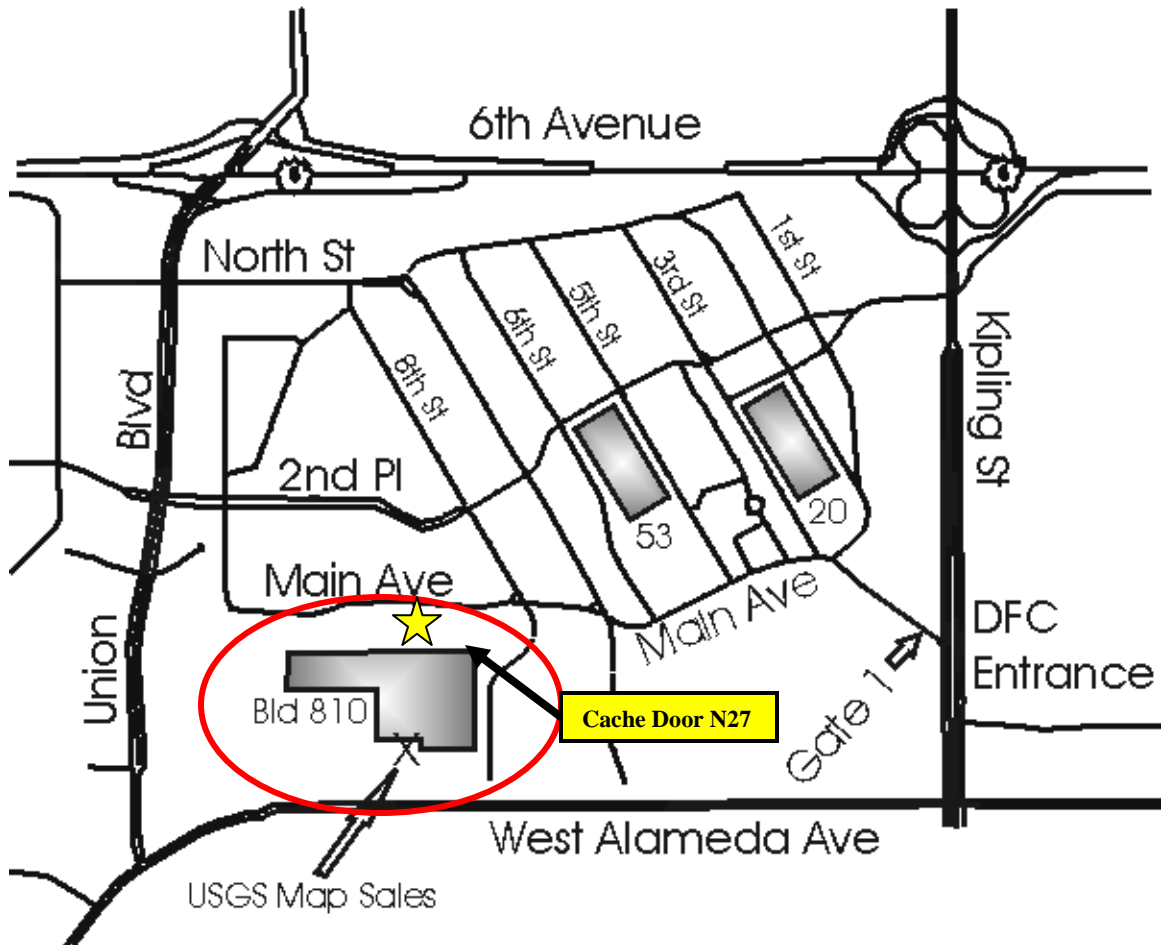 6th Avenue
North St
1st St
3rd St
5th St
6th St
8th St
Kipling
St
Blvd
2nd Pl
53
20
Main Ave
Main Ave
DFC
Entrance
Union
Bld 810
Cache Door N27
Gate 1
West Alameda Ave
USGS Map Sales
X